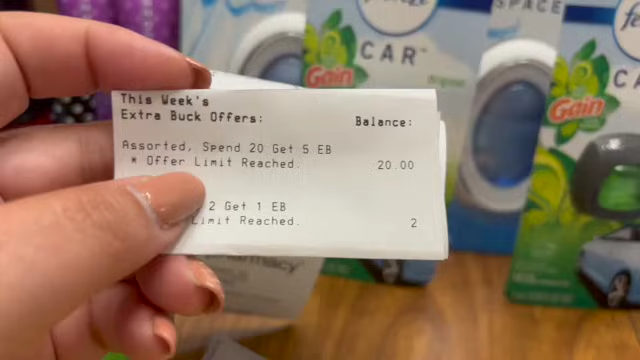 This Week's
Extra Buck Offers: Balance:
Assorted, Spend 20 Get 5 EB
* Offer Limit Reached. 20.00
2 Get 1 EB
Limit Reached. 2
CAR
Gain
SPACE
Gain